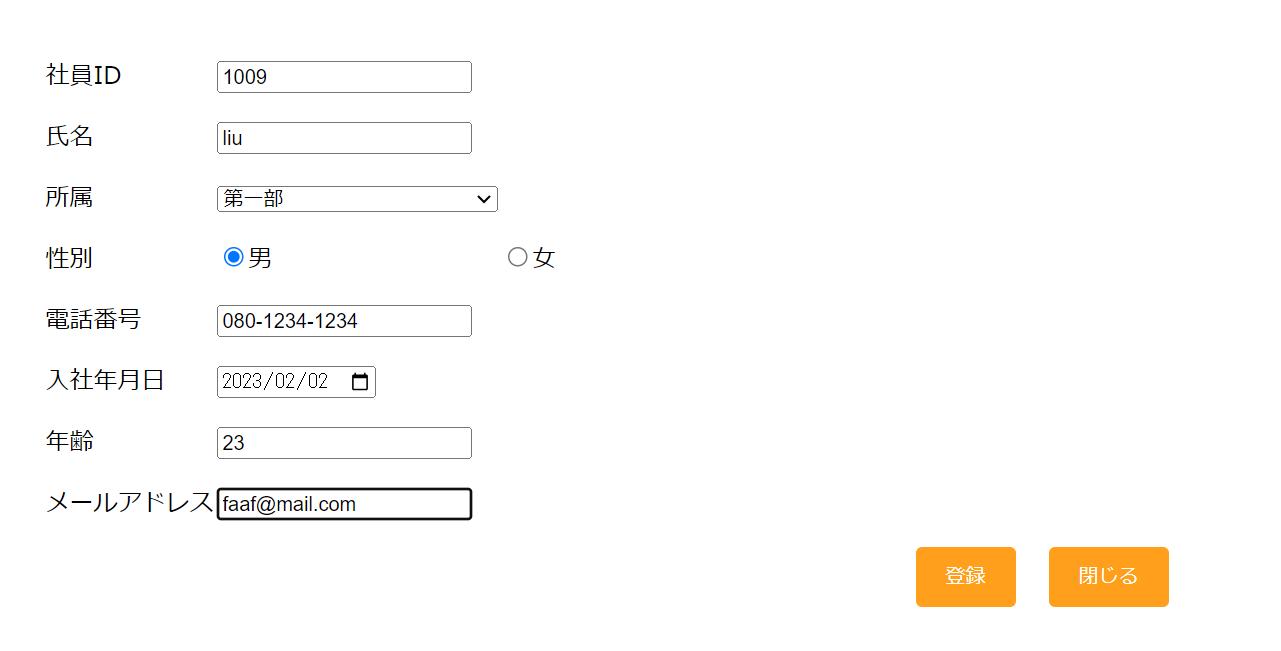 社員ID 1009
氏名 liu
所属 第一部
性別 男 女
電話番号 080-1234-1234
入社年月日 2023/02/02
年齢 23
メールアドレス faaf@mail.com
登録 閉じる